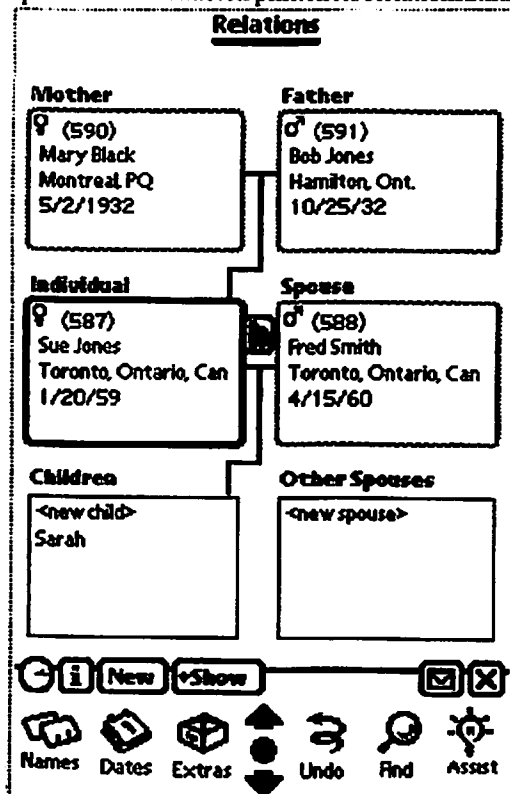 Relations
Mother
♀ (590)
Mary Black
Montreal, PQ
5/2/1932
Father
♂ (591)
Bob Jones
Hamilton, Ont.
10/25/32
Individual
♀ (587)
Sue Jones
Toronto, Ontario, Can
1/20/59
Spouse
♂ (588)
Fred Smith
Toronto, Ontario, Can
4/15/60
Children
<new child>
Sarah
Other Spouses
<new spouse>
i New •Show
Names Dates Extras Undo Find Assist